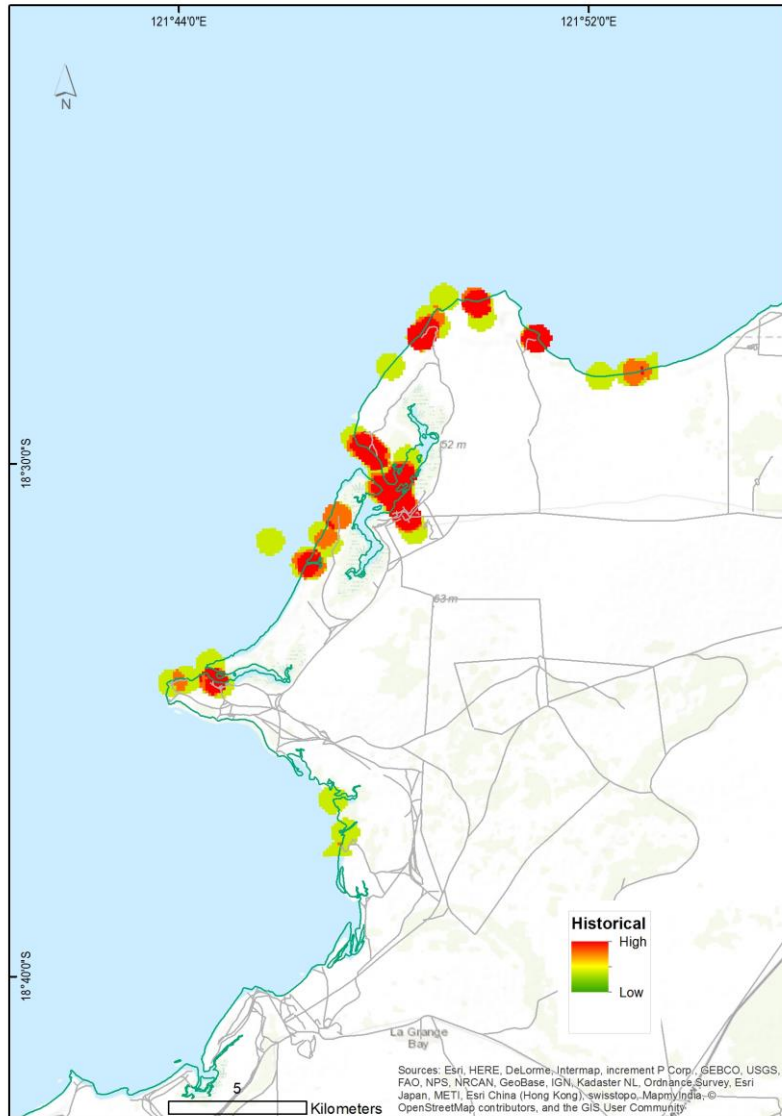 121°44'0"E
121°52'0"E
N
52 m
18°30'0"S
63 m
18°40'0"S
Historical
High
Low
La Grange
Bay
5
Kilometers
Sources: Esri, HERE, DeLorme, Intermap, increment P Corp., GEBCO, USGS,
FAO, NPS, NRCAN, GeoBase, IGN, Kadaster NL, Ordnance Survey, Esri
Japan, METI, Esri China (Hong Kong), swisstopo, MapmyIndia, ©
OpenStreetMap contributors, and the GIS User Community